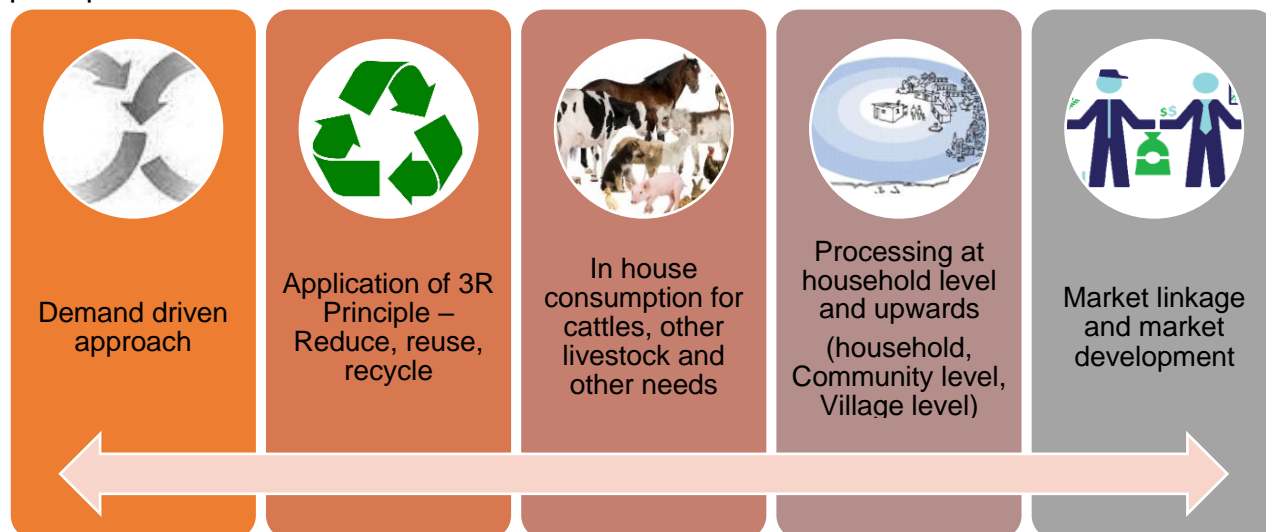 Demand driven
approach
Application of 3R
Principle –
Reduce, reuse,
recycle
In house
consumption for
cattles, other
livestock and
other needs
Processing at
household level
and upwards
(household,
Community level,
Village level)
Market linkage
and market
development